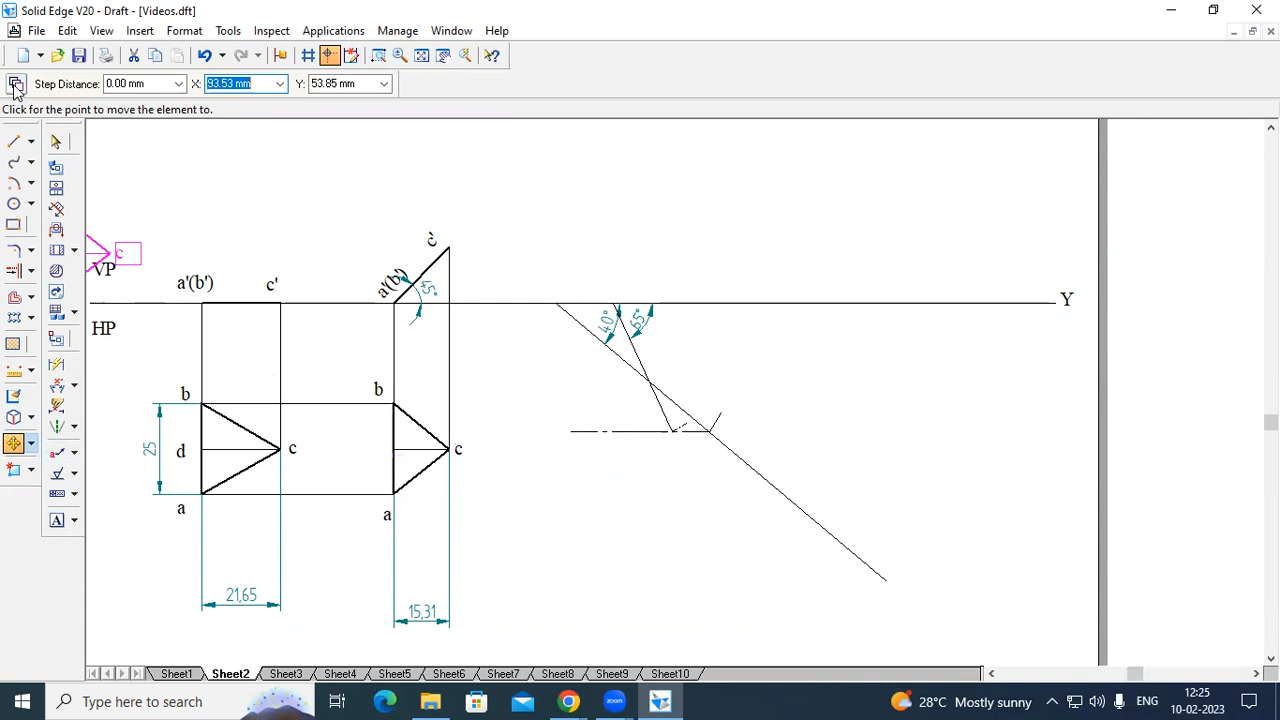 Solid Edge V20 - Draft - [Videos.dft]
File Edit View Insert Format Tools Inspect Applications Manage Window Help
Step Distance: 0.00 mm X: 93.53 mm Y: 53.85 mm
Click for the point to move the element to.
c' 
c
VP a'(b') c' a'(b') 45°
Y
HP 40° 65°
b b
25 d c c
a a
21,65 15,31
Sheet1 Sheet2 Sheet3 Sheet4 Sheet5 Sheet6 Sheet7 Sheet8 Sheet9 Sheet10
Type here to search 28°C Mostly sunny ENG 12:25
10-02-2023